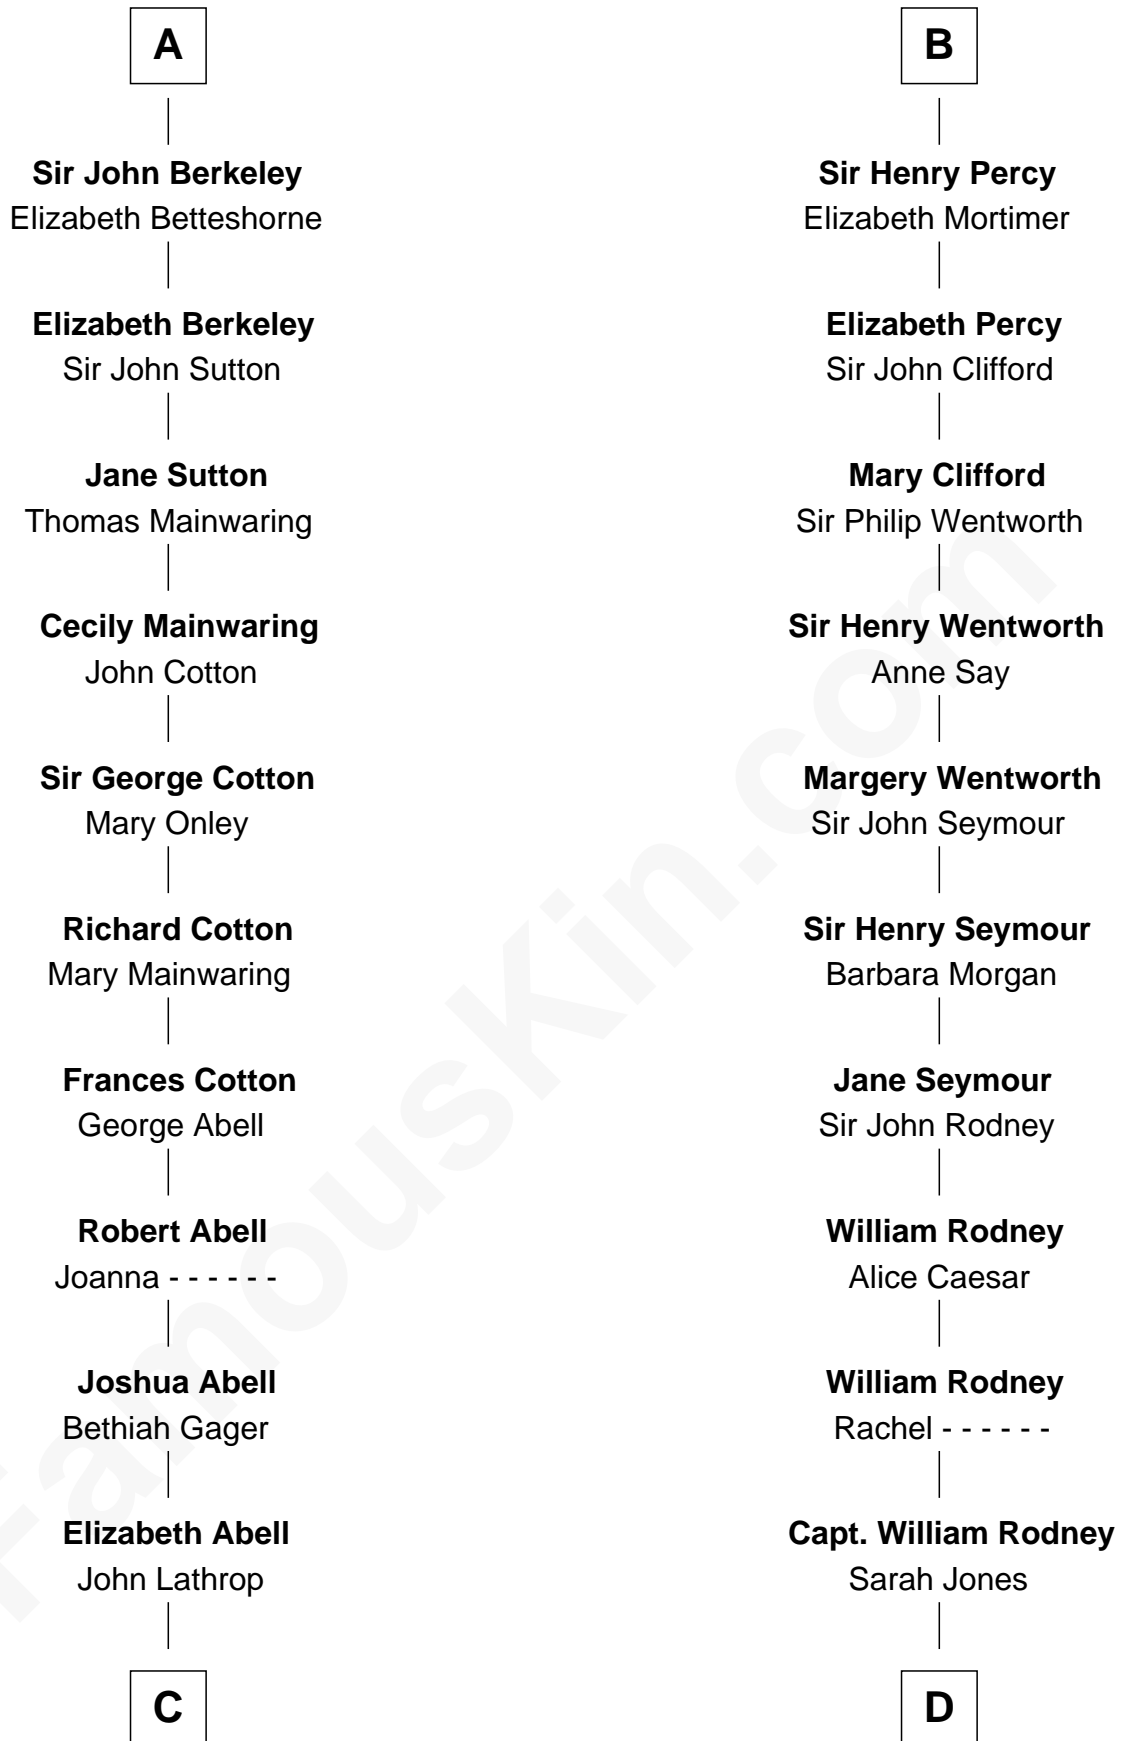 A
Sir John Berkeley
Elizabeth Betteshorne
Elizabeth Berkeley
Sir John Sutton
Jane Sutton
Thomas Mainwaring
Cecily Mainwaring
John Cotton
Sir George Cotton
Mary Onley
Richard Cotton
Mary Mainwaring
Frances Cotton
George Abell
Robert Abell
Joanna - - - - - -
Joshua Abell
Bethiah Gager
Elizabeth Abell
John Lathrop
C
B
Sir Henry Percy
Elizabeth Mortimer
Elizabeth Percy
Sir John Clifford
Mary Clifford
Sir Philip Wentworth
Sir Henry Wentworth
Anne Say
Margery Wentworth
Sir John Seymour
Sir Henry Seymour
Barbara Morgan
Jane Seymour
Sir John Rodney
William Rodney
Alice Caesar
William Rodney
Rachel - - - - - -
Capt. William Rodney
Sarah Jones
D
FamousKin.com